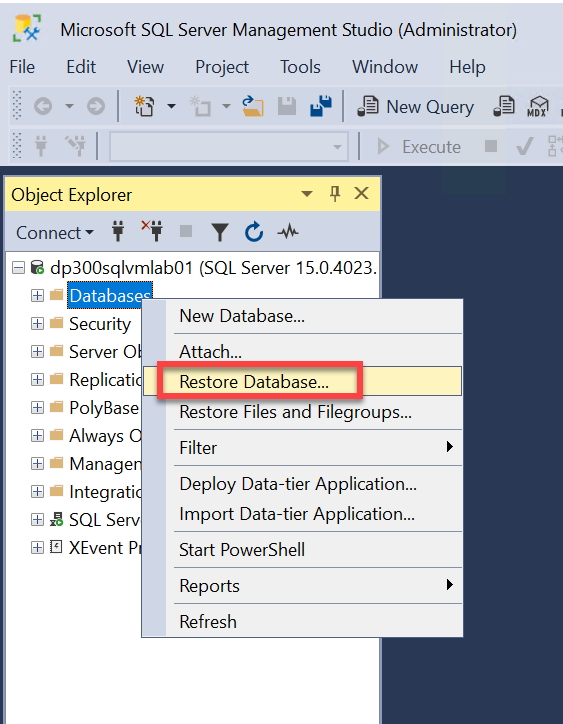 Microsoft SQL Server Management Studio (Administrator)
File Edit View Project Tools Window Help
New Query MDX
Execute
Object Explorer
Connect
dp300sqlvmlab01 (SQL Server 15.0.4023.
Databases
Security
Server Ob
Replicatio
PolyBase
Always O
Managem
Integratio
SQL Serv
XEvent Pr
New Database...
Attach...
Restore Database...
Restore Files and Filegroups...
Filter
Deploy Data-tier Application...
Import Data-tier Application...
Start PowerShell
Reports
Refresh